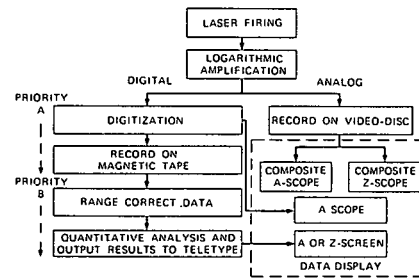 LASER FIRING
LOGARITHMIC
AMPLIFICATION
DIGITAL
ANALOG
PRIORITY
A
DIGITIZATION
RECORD ON VIDEO-DISC
RECORD ON
MAGNETIC TAPE
COMPOSITE
A-SCOPE
COMPOSITE
Z-SCOPE
PRIORITY
B
RANGE CORRECT DATA
A SCOPE
QUANTITATIVE ANALYSIS AND
OUTPUT RESULTS TO TELETYPE
A OR Z-SCREEN
DATA DISPLAY